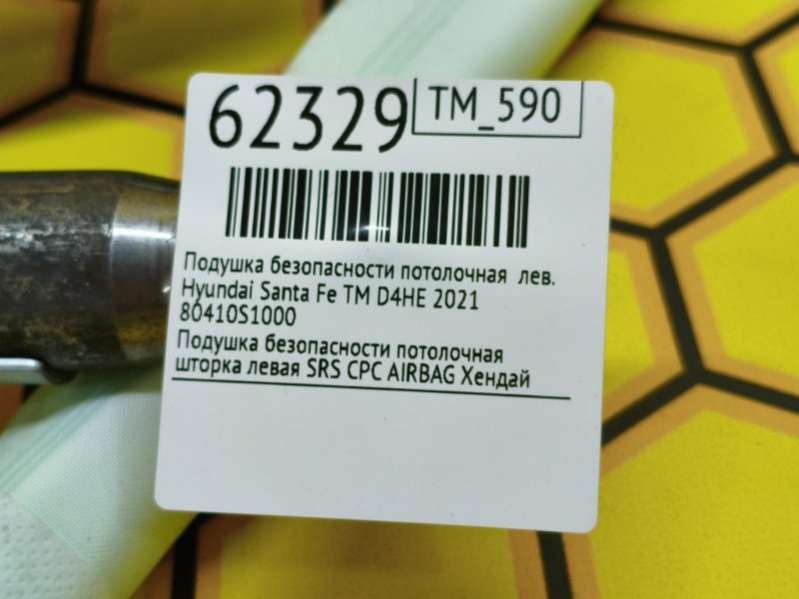 62329
TM_590
Подушка безопасности потолочная лев.
Hyundai Santa Fe TM D4HE 2021
80410S1000
Подушка безопасности потолочная
шторка левая SRS СРС AIRBAG Хендай